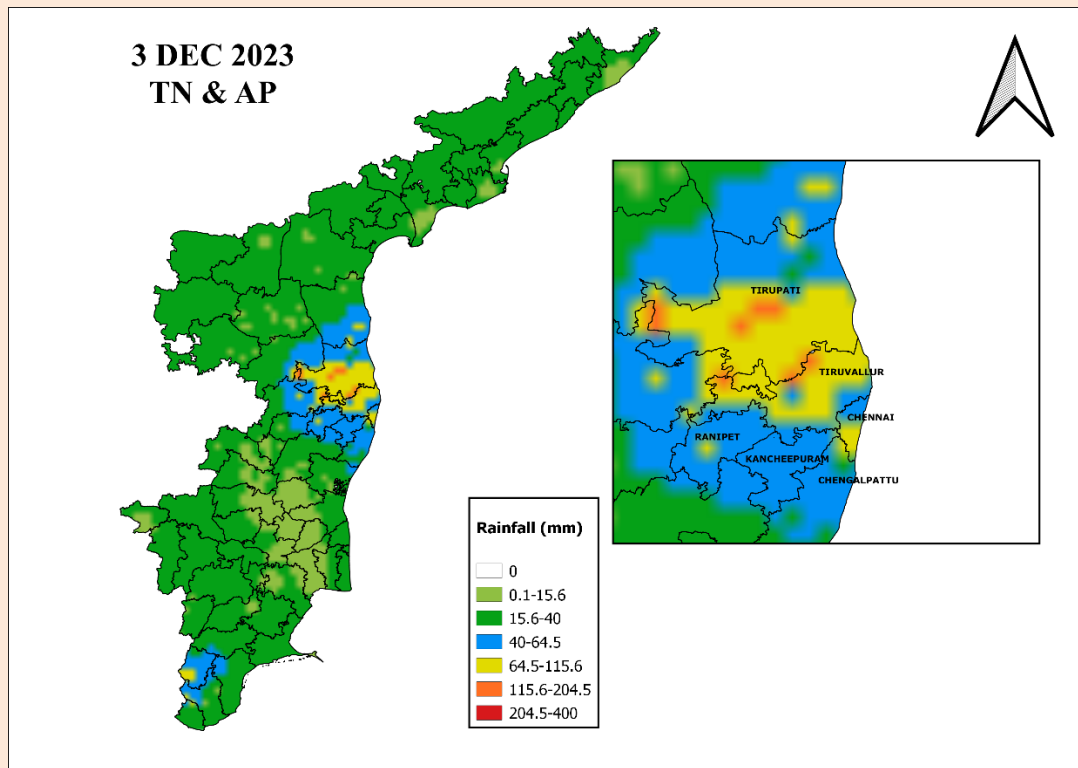 3 DEC 2023
TN & AP
TIRUPATI
TIRUVALLUR
CHENNAI
RANIPET
KANCHEEPURAM
CHENGALPATTU
Rainfall (mm)
0
0.1-15.6
15.6-40
40-64.5
64.5-115.6
115.6-204.5
204.5-400